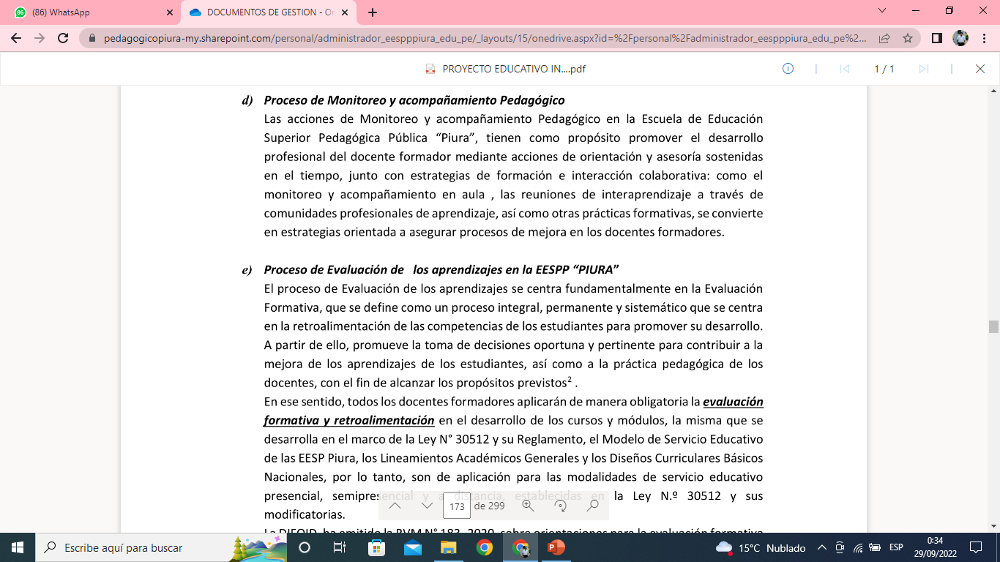 (86) WhatsApp
DOCUMENTOS DE GESTION - On
pedagogicopiura-my.sharepoint.com/personal/administrador_eespppiura_edu_pe/_layouts/15/onedrive.aspx?id=%2Fpersonal%2Fadministrador_eespppiura_edu_pe%2...
PROYECTO EDUCATIVO IN....pdf
1 / 1
d) Proceso de Monitoreo y acompañamiento Pedagógico
Las acciones de Monitoreo y acompañamiento Pedagógico en la Escuela de Educación
Superior Pedagógica Pública “Piura”, tienen como propósito promover el desarrollo
profesional del docente formador mediante acciones de orientación y asesoría sostenidas
en el tiempo, junto con estrategias de formación e interacción colaborativa: como el
monitoreo y acompañamiento en aula , las reuniones de interaprendizaje a través de
comunidades profesionales de aprendizaje, así como otras prácticas formativas, se convierte
en estrategias orientada a asegurar procesos de mejora en los docentes formadores.
e) Proceso de Evaluación de los aprendizajes en la EESPP “PIURA”
El proceso de Evaluación de los aprendizajes se centra fundamentalmente en la Evaluación
Formativa, que se define como un proceso integral, permanente y sistemático que se centra
en la retroalimentación de las competencias de los estudiantes para promover su desarrollo.
A partir de ello, promueve la toma de decisiones oportuna y pertinente para contribuir a la
mejora de los aprendizajes de los estudiantes, así como a la práctica pedagógica de los
docentes, con el fin de alcanzar los propósitos previstos² .
En ese sentido, todos los docentes formadores aplicarán de manera obligatoria la evaluación
formativa y retroalimentación en el desarrollo de los cursos y módulos, la misma que se
desarrolla en el marco de la Ley N° 30512 y su Reglamento, el Modelo de Servicio Educativo
de las EESP Piura, los Lineamientos Académicos Generales y los Diseños Curriculares Básicos
Nacionales, por lo tanto, son de aplicación para las modalidades de servicio educativo
presencial, semipresencial y a distancia, establecidas en la Ley N.º 30512 y sus
modificatorias.
173 de 299
La DIFOID, ha emitido la RVM N° 183- 2020, sobre orientaciones para la evaluación formativa
Escribe aquí para buscar
15°C Nublado
ESP
0:34
29/09/2022